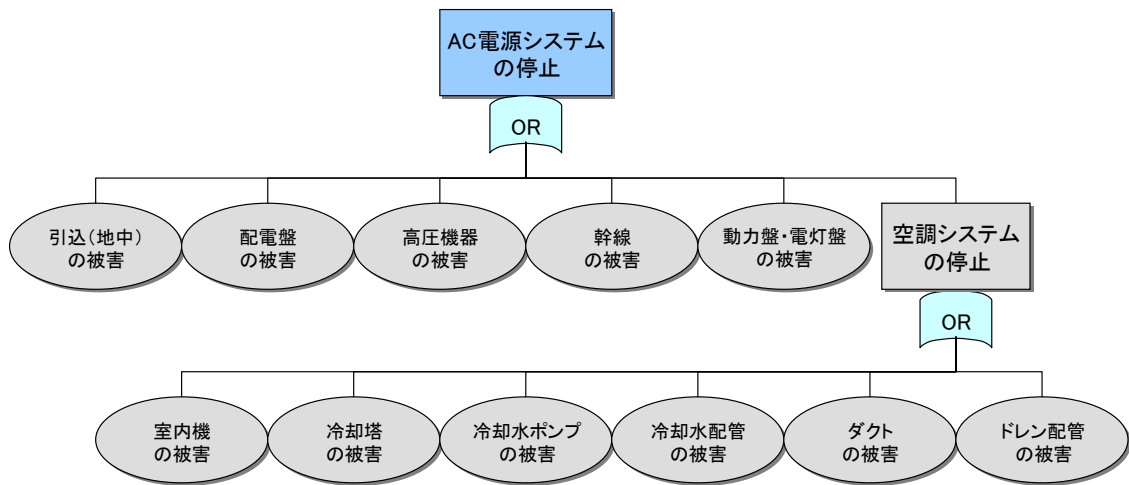 AC電源システム
の停止
OR
引込(地中)
の被害
配電盤
の被害
高圧機器
の被害
幹線
の被害
動力盤・電灯盤
の被害
空調システム
の停止
OR
室内機
の被害
冷却塔
の被害
冷却水ポンプ
の被害
冷却水配管
の被害
ダクト
の被害
ドレン配管
の被害